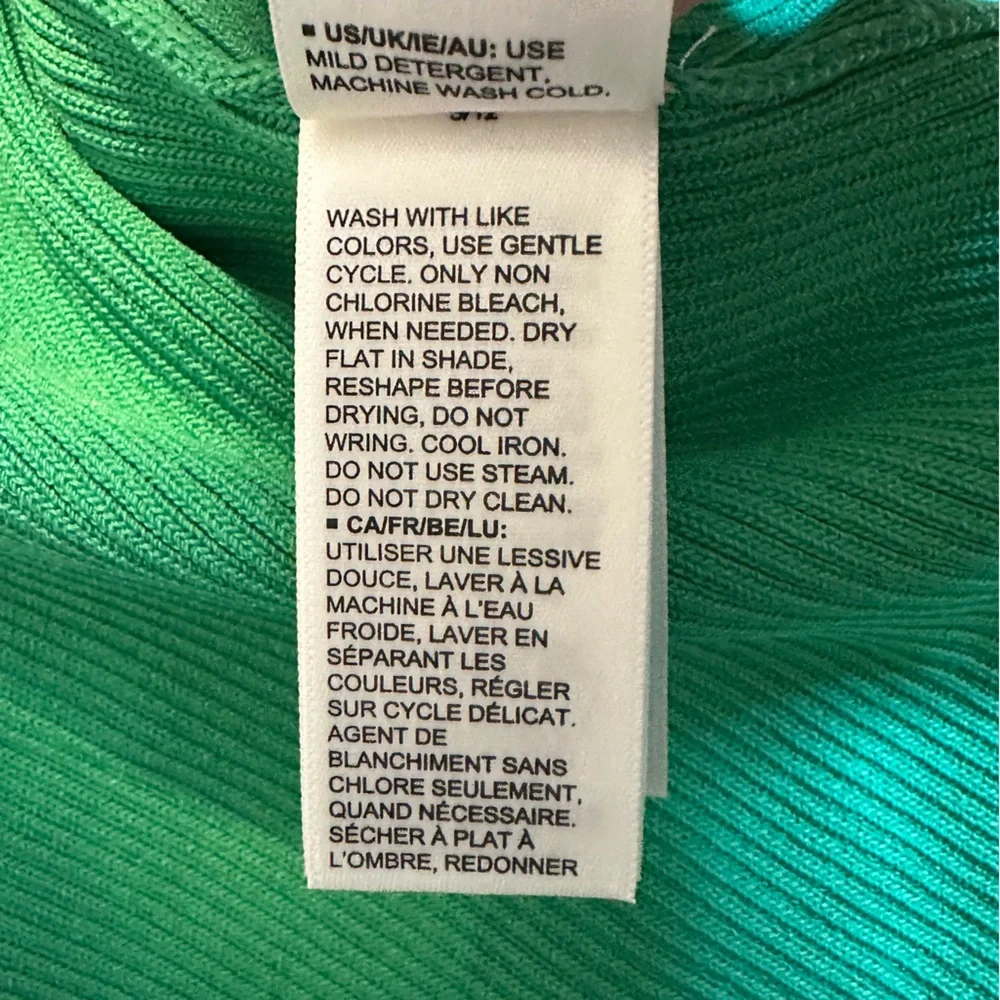 ▪ US/UK/IE/AU: USE
MILD DETERGENT.
MACHINE WASH COLD.
WASH WITH LIKE
COLORS, USE GENTLE
CYCLE. ONLY NON
CHLORINE BLEACH,
WHEN NEEDED. DRY
FLAT IN SHADE,
RESHAPE BEFORE
DRYING, DO NOT
WRING. COOL IRON.
DO NOT USE STEAM.
DO NOT DRY CLEAN.
▪ CA/FR/BE/LU:
UTILISER UNE LESSIVE
DOUCE, LAVER À LA
MACHINE À L'EAU
FROIDE, LAVER EN
SÉPARANT LES
COULEURS, RÉGLER
SUR CYCLE DÉLICAT.
AGENT DE
BLANCHIMENT SANS
CHLORE SEULEMENT,
QUAND NÉCESSAIRE.
SÉCHER À PLAT À
L'OMBRE, REDONNER